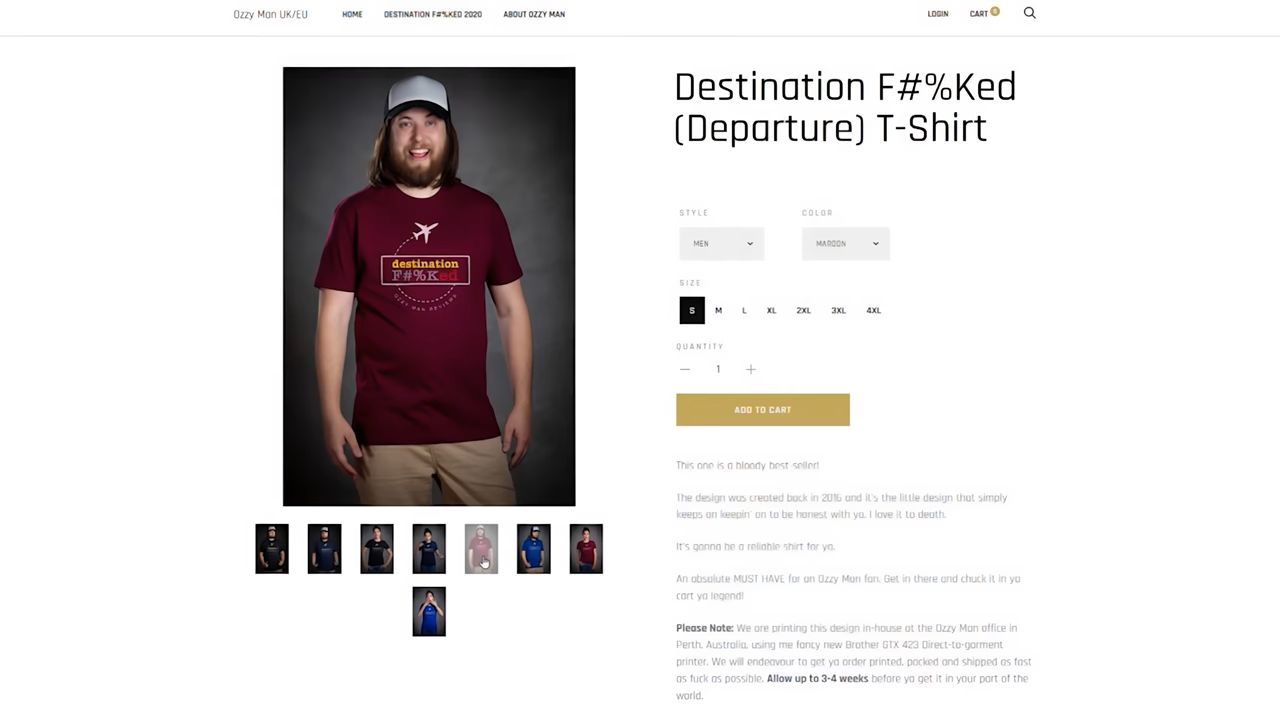 Ozzy Man UK/EU
HOME
DESTINATION F#%KED 2020
ABOUT OZZY MAN
LOGIN
CART 0
Destination F#%Ked
(Departure) T-Shirt
destination
F#%Ked
OZZY MAN REVIEWS
STYLE
COLOR
MEN
MAROON
SIZE
S M L XL 2XL 3XL 4XL
QUANTITY
1
ADD TO CART
This one is a bloody best-seller!
The design was created back in 2016 and it's the little design that simply
keeps on keepin' on to be honest with ya. I love it to death.
It's gonna be a reliable shirt for ya.
An absolute MUST HAVE for an Ozzy Man fan. Get in there and chuck it in ya
cart ya legend!
Please Note: We are printing this design in-house at the Ozzy Man office in
Perth, Australia, using me fancy new Brother GTX 423 Direct-to-garment
printer. We will endeavour to get ya order printed, packed and shipped as fast
as fuck as possible. Allow up to 3-4 weeks before ya get it in your part of the
world.